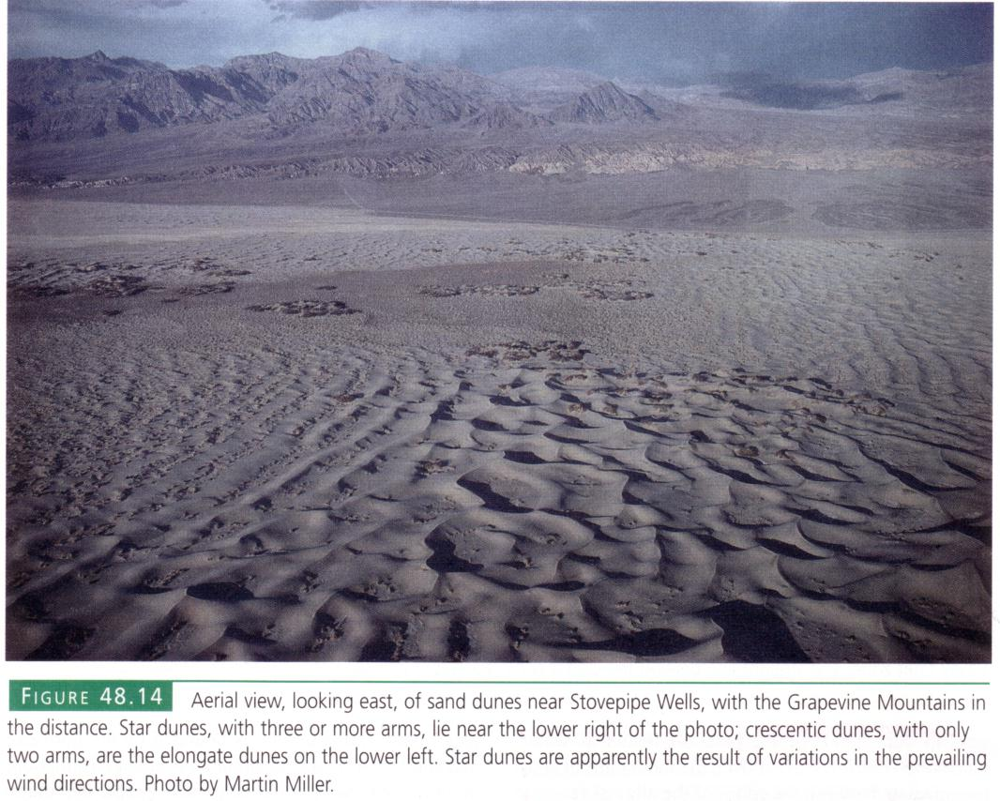 FIGURE 48.14 Aerial view, looking east, of sand dunes near Stovepipe Wells, with the Grapevine Mountains in
the distance. Star dunes, with three or more arms, lie near the lower right of the photo; crescentic dunes, with only
two arms, are the elongate dunes on the lower left. Star dunes are apparently the result of variations in the prevailing
wind directions. Photo by Martin Miller.